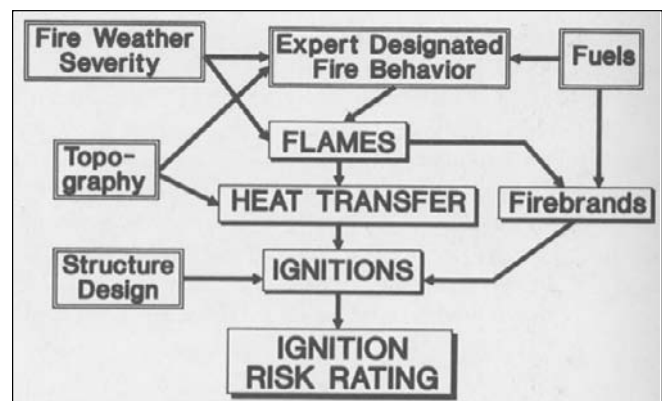 Fire Weather
Severity
Expert Designated
Fire Behavior
Fuels
FLAMES
Topo-
graphy
HEAT TRANSFER
Firebrands
Structure
Design
IGNITIONS
IGNITION
RISK RATING